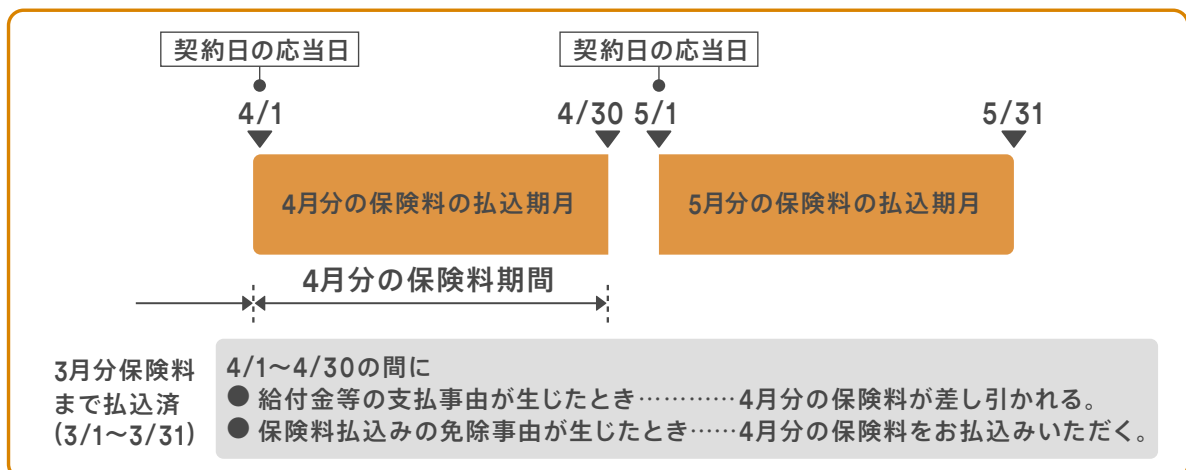 契約日の応当日 契約日の応当日
4/1 4/30 5/1 5/31
4月分の保険料の払込期月 5月分の保険料の払込期月
4月分の保険料期間
3月分保険料
まで払込済
(3/1〜3/31)
4/1〜4/30の間に
● 給付金等の支払事由が生じたとき…………4月分の保険料が差し引かれる。
● 保険料払込みの免除事由が生じたとき……4月分の保険料をお払込みいただく。